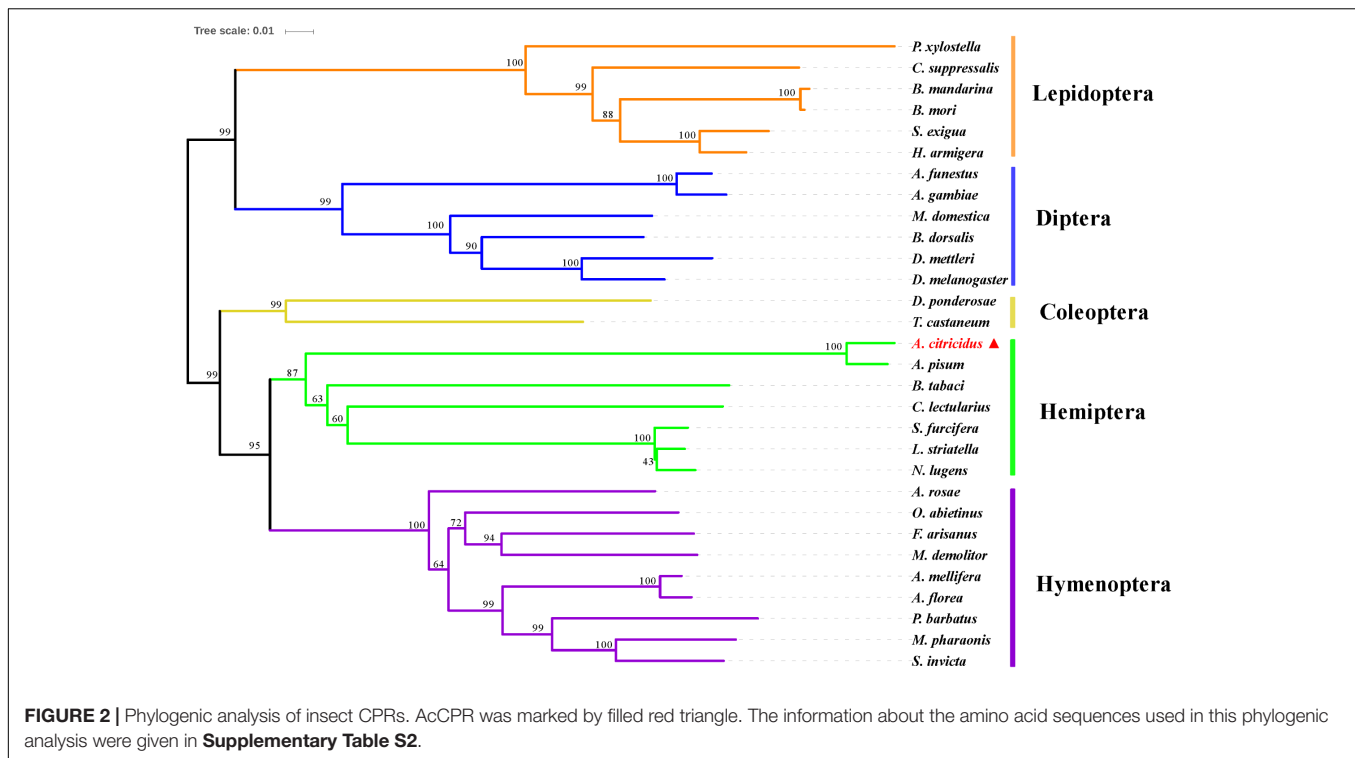 Tree scale: 0.01
P. xylostella
C. suppressalis
B. mandarina
B. mori
S. exigua
H. armigera
Lepidoptera
A. funestus
A. gambiae
M. domestica
B. dorsalis
D. mettleri
D. melanogaster
Diptera
D. ponderosae
T. castaneum
Coleoptera
A. citricidus ▲
A. pisum
B. tabaci
C. lectularius
S. furcifera
L. striatella
N. lugens
Hemiptera
A. rosae
O. abietinus
F. arisanus
M. demolitor
A. mellifera
A. florea
P. barbatus
M. pharaonis
S. invicta
Hymenoptera
99
100
99
100
88
100
99
100
100
90
100
99
99
95
87
100
63
60
100
43
100
72
94
64
100
99
99
100
FIGURE 2 | Phylogenic analysis of insect CPRs. AcCPR was marked by filled red triangle. The information about the amino acid sequences used in this phylogenic
analysis were given in Supplementary Table S2.